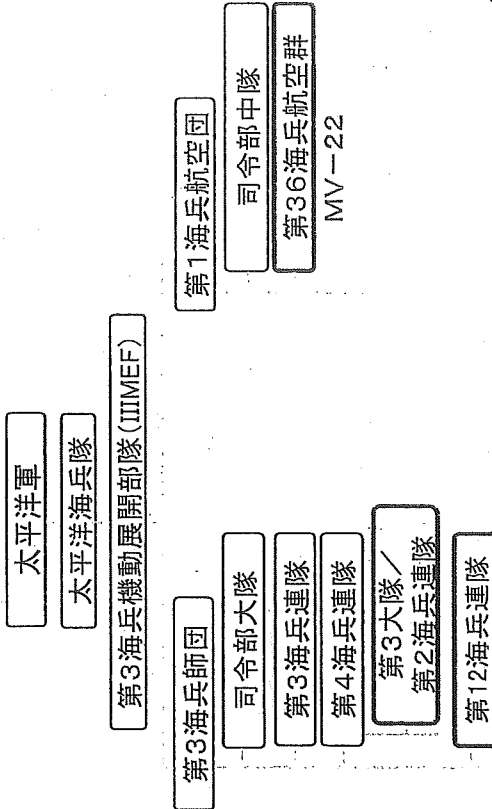 太平洋軍
太平洋海兵隊
第3海兵機動展開部隊(IIIMEF)
第3海兵師団
司令部大隊
第3海兵連隊
第4海兵連隊
第3大隊／
第2海兵連隊
第12海兵連隊
第1海兵航空団
司令部中隊
第36海兵航空群
MV－22